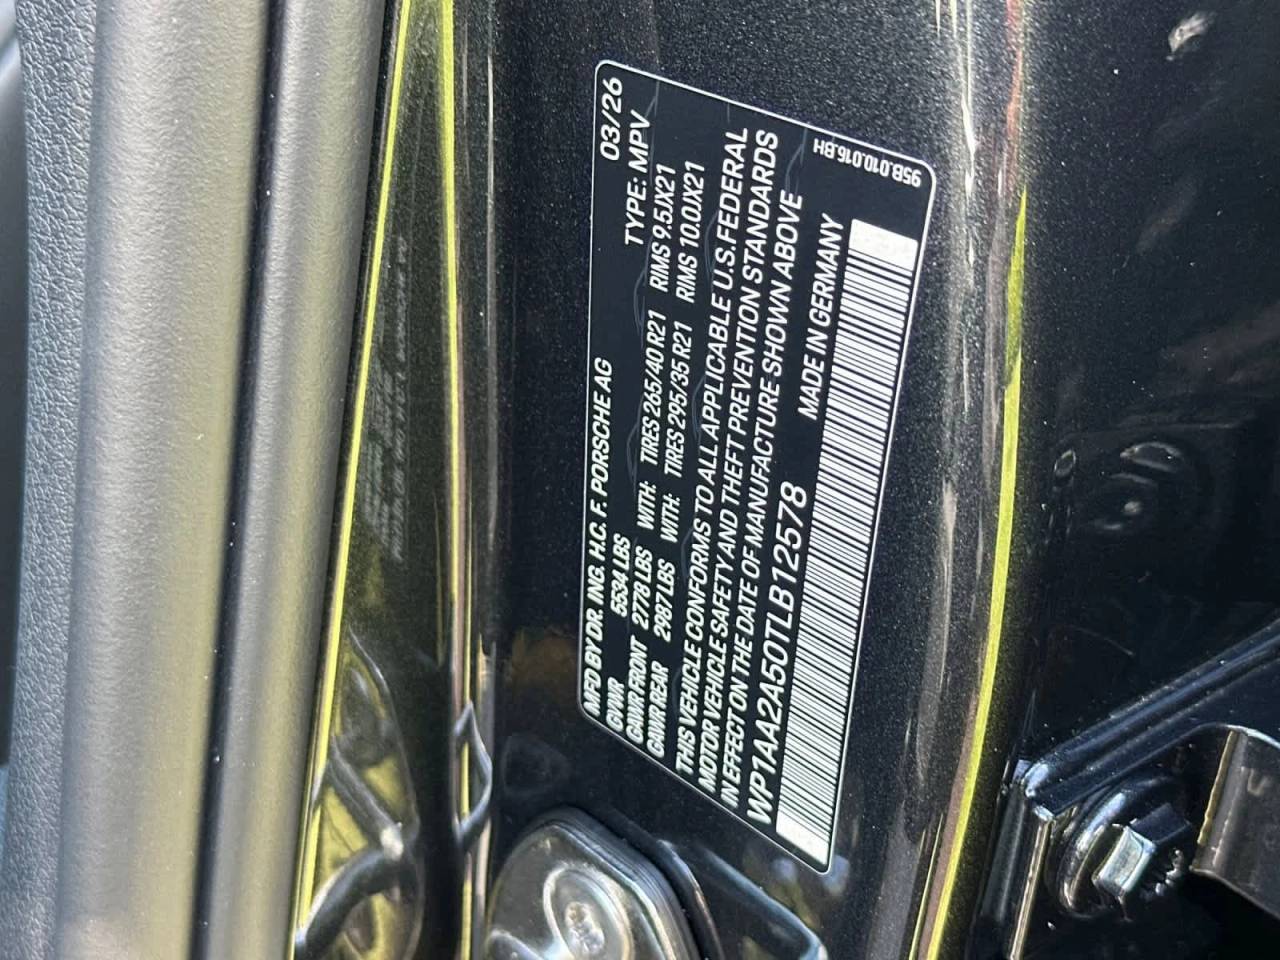 MFD BY DR. ING. H.C. F. PORSCHE AG 03/26
GVWR 5534 LBS TYPE: MPV
GAWR FRONT 2778 LBS WITH: TIRES 265/40 R21 RIMS 9.5JX21
GAWR REAR 2987 LBS WITH: TIRES 295/35 R21 RIMS 10.0JX21
THIS VEHICLE CONFORMS TO ALL APPLICABLE U.S. FEDERAL
MOTOR VEHICLE SAFETY AND THEFT PREVENTION STANDARDS
IN EFFECT ON THE DATE OF MANUFACTURE SHOWN ABOVE
WP1AA2A50TLB12578 MADE IN GERMANY
95B.010.015.BH